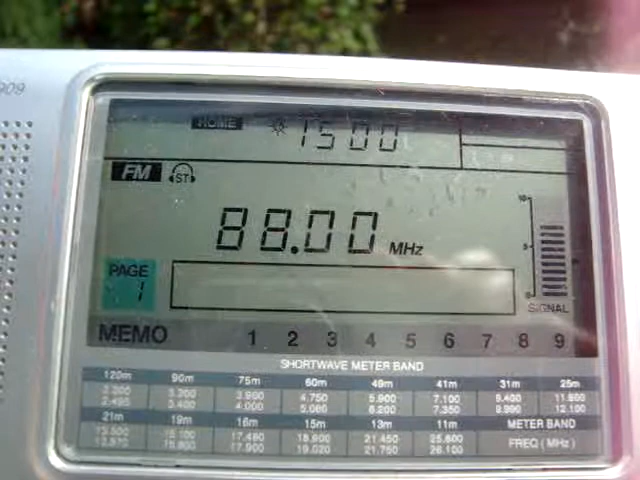 909
HOME 15 00
FM ST
88.00 MHz
10
5
0
PAGE
1
SIGNAL
MEMO 1 2 3 4 5 6 7 8 9
SHORTWAVE METER BAND
120m 90m 75m 60m 49m 41m 31m 25m
2.300 3.200 3.900 4.750 5.900 7.100 9.400 11.600
2.495 3.400 4.000 5.060 6.200 7.350 9.990 12.100
21m 19m 16m 15m 13m 11m METER BAND
13.500 15.100 17.480 18.900 21.450 25.600 FREQ ( MHz )
13.870 15.800 17.900 19.020 21.750 26.100